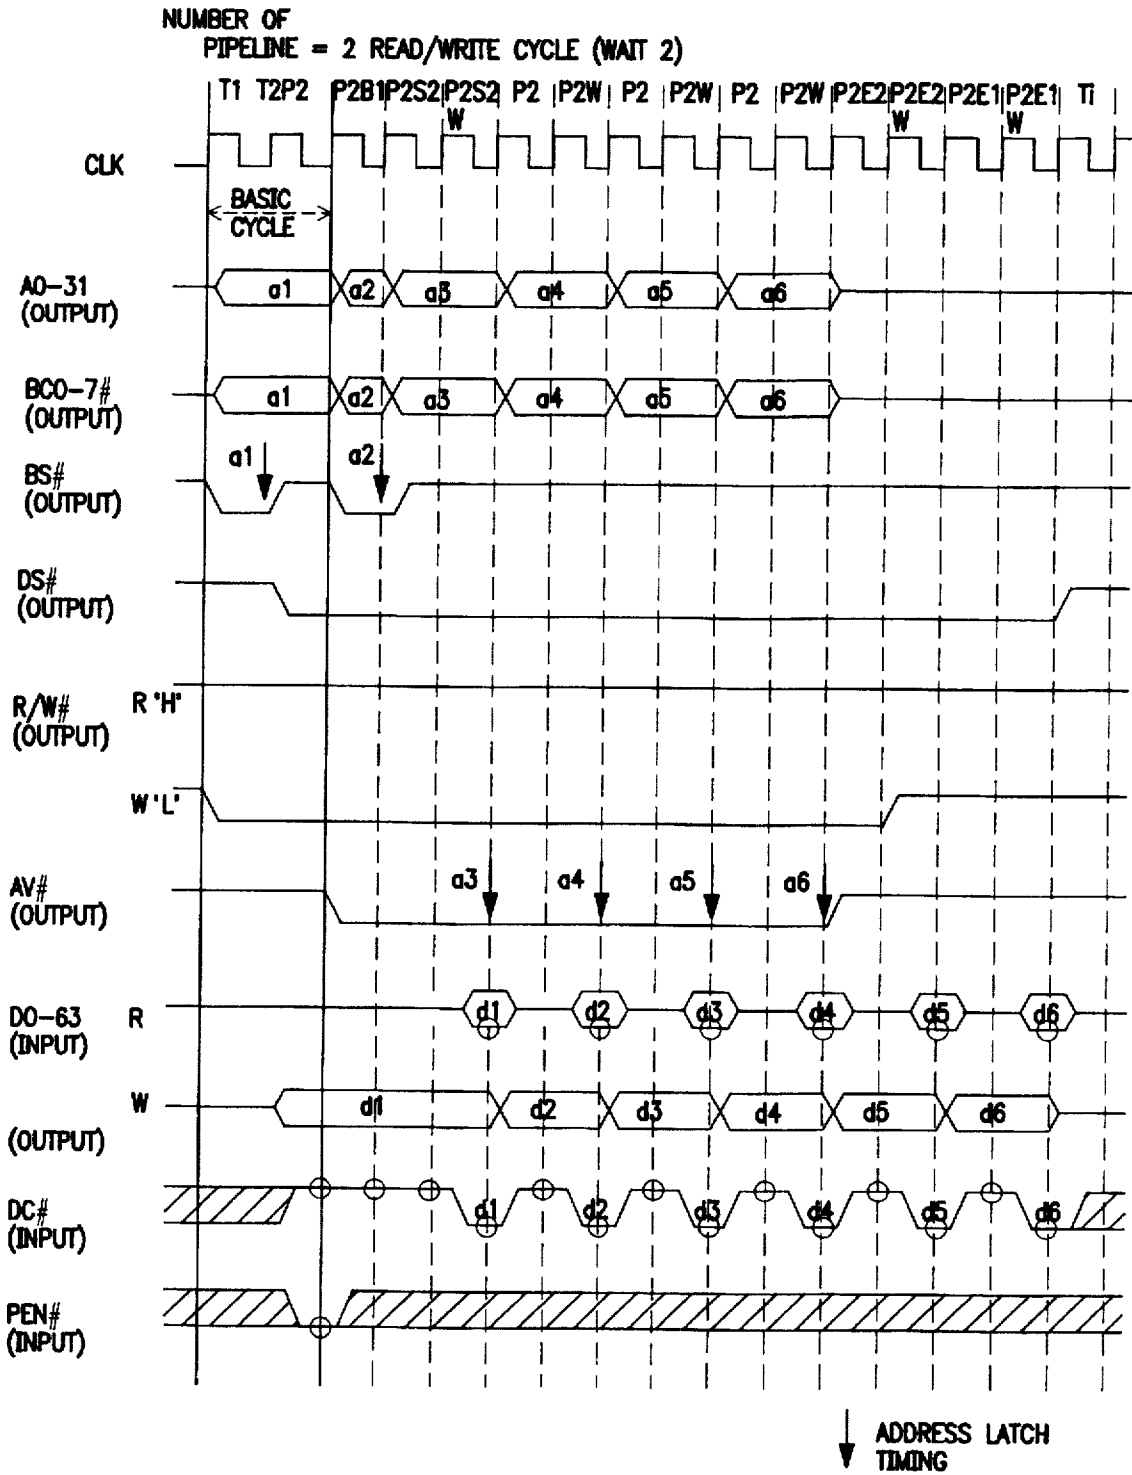 NUMBER OF
PIPELINE = 2 READ/WRITE CYCLE (WAIT 2)
T1 T2P2 P2B1 P2S2 P2S2 P2 P2W P2 P2W P2 P2W P2E2 P2E2 P2E1 P2E1 Ti
W W W
CLK
BASIC
CYCLE
A0-31
(OUTPUT)
a1 a2 a3 a4 a5 a6
BC0-7#
(OUTPUT)
a1 a2 a3 a4 a5 a6
BS#
(OUTPUT)
a1 a2
DS#
(OUTPUT)
R/W#
(OUTPUT)
R "H"
W "L"
AV#
(OUTPUT)
a3 a4 a5 a6
D0-63 R
(INPUT)
d1 d2 d3 d4 d5 d6
W
(OUTPUT)
d1 d2 d3 d4 d5 d6
DC#
(INPUT)
d1 d2 d3 d4 d5 d6
PEN#
(INPUT)
ADDRESS LATCH
TIMING